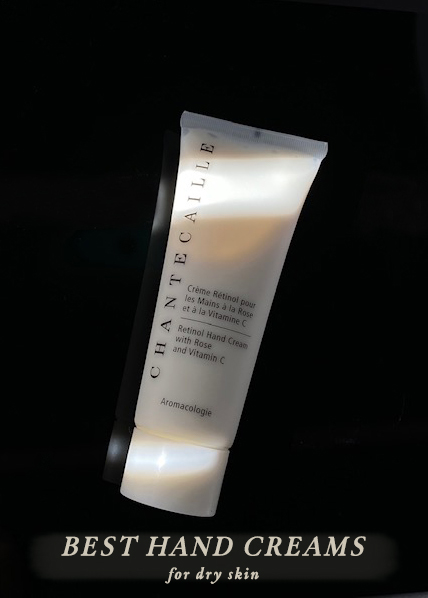 CHANTECAILLE
Crème Rétinol pour
les Mains à la Rose
et à la Vitamine C
Retinol Hand Cream
with Rose
and Vitamin C
Aromacologie
BEST HAND CREAMS
for dry skin